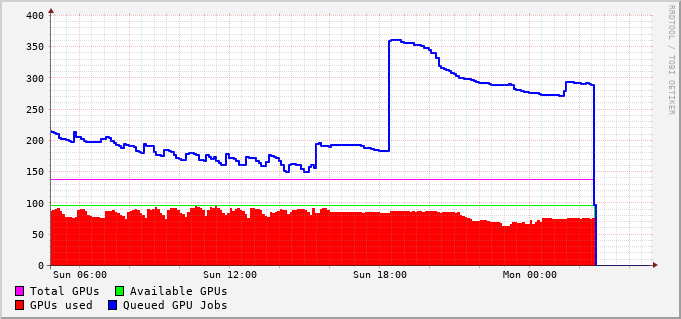 400
350
300
250
200
150
100
50
0
Sun 06:00 Sun 12:00 Sun 18:00 Mon 00:00
Total GPUs Available GPUs
GPUs used Queued GPU Jobs
RRDTOOL / TOBI OETIKER